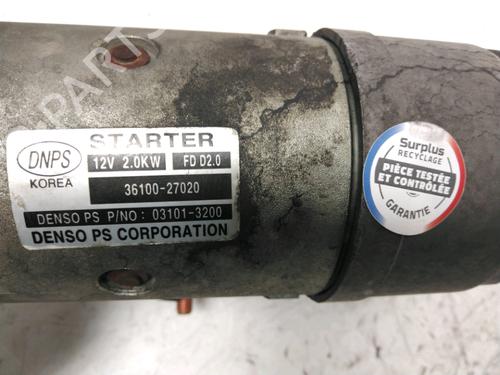 STARTER
DNPS
KOREA
12V 2.0KW FD D2.0
36100-27020
DENSO PS P/NO : 03101-3200
DENSO PS CORPORATION
Surplus
RECYCLAGE
PIÈCE TESTÉE
ET CONTRÔLÉE
GARANTIE